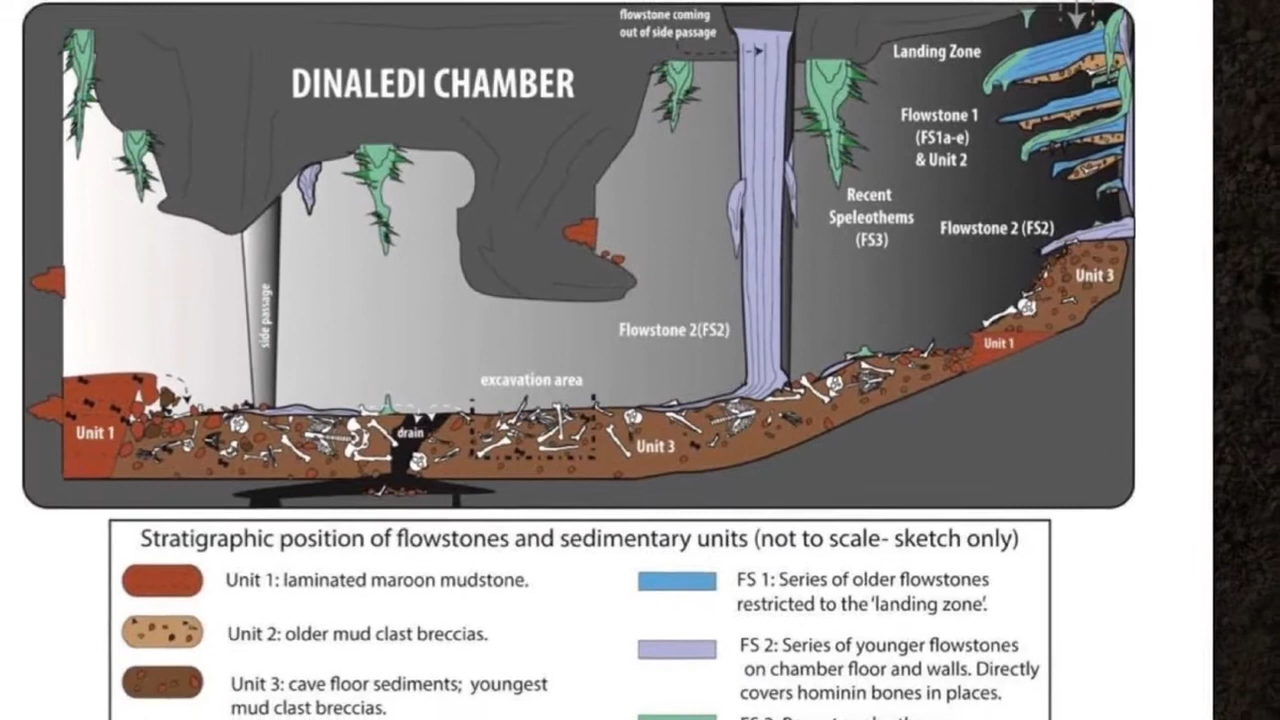 flowstone coming
out of side passage
DINALEDI CHAMBER
Landing Zone
Flowstone 1
(FS1a-e)
& Unit 2
Recent
Speleothems
(FS3)
Flowstone 2 (FS2)
Unit 3
side passage
Flowstone 2(FS2)
Unit 1
excavation area
Unit 1
drain
Unit 3
Stratigraphic position of flowstones and sedimentary units (not to scale- sketch only)
Unit 1: laminated maroon mudstone.
Unit 2: older mud clast breccias.
Unit 3: cave floor sediments; youngest
mud clast breccias.
FS 1: Series of older flowstones
restricted to the 'landing zone'.
FS 2: Series of younger flowstones
on chamber floor and walls. Directly
covers hominin bones in places.